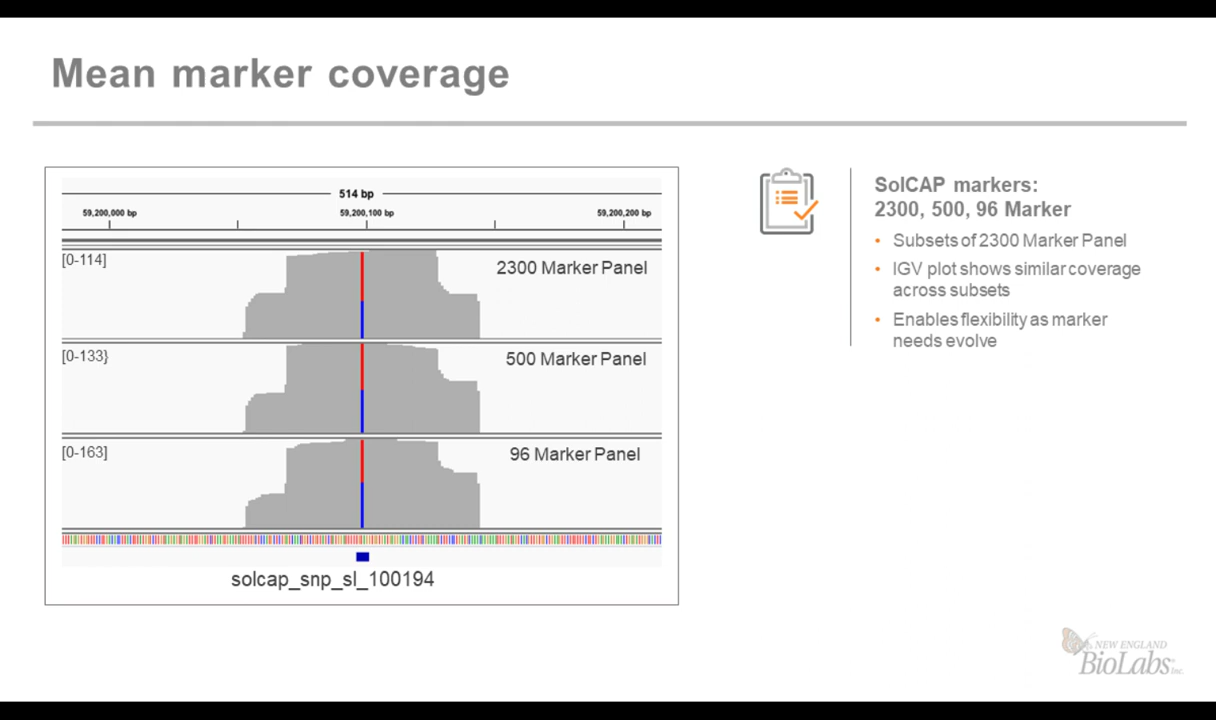 Mean marker coverage
514 bp
59,200,000 bp
59,200,100 bp
59,200,200 bp
[0-114]
2300 Marker Panel
[0-133}
500 Marker Panel
[0-163]
96 Marker Panel
solcap_snp_sl_100194
SolCAP markers:
2300, 500, 96 Marker
• Subsets of 2300 Marker Panel
• IGV plot shows similar coverage
across subsets
• Enables flexibility as marker
needs evolve
NEW ENGLAND
BioLabs Inc.